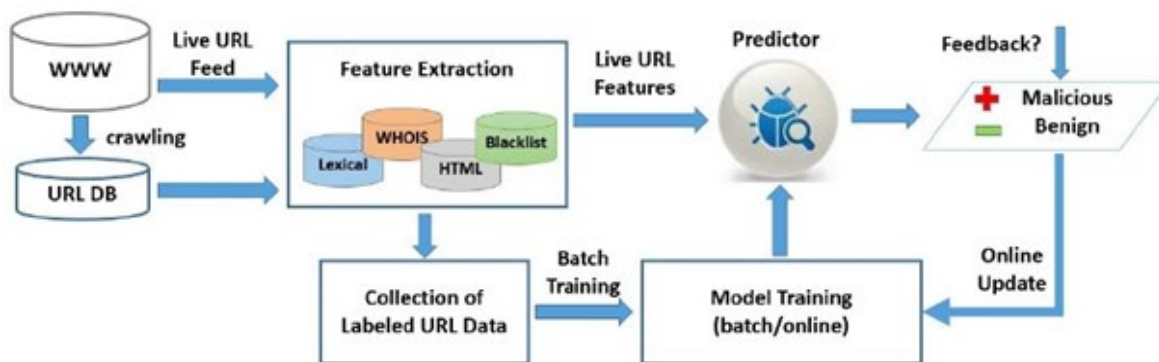 WWW
Live URL
Feed
crawling
URL DB
Feature Extraction
Lexical
WHOIS
HTML
Blacklist
Live URL
Features
Predictor
Feedback?
Malicious
Benign
Collection of
Labeled URL Data
Batch
Training
Model Training
(batch/online)
Online
Update